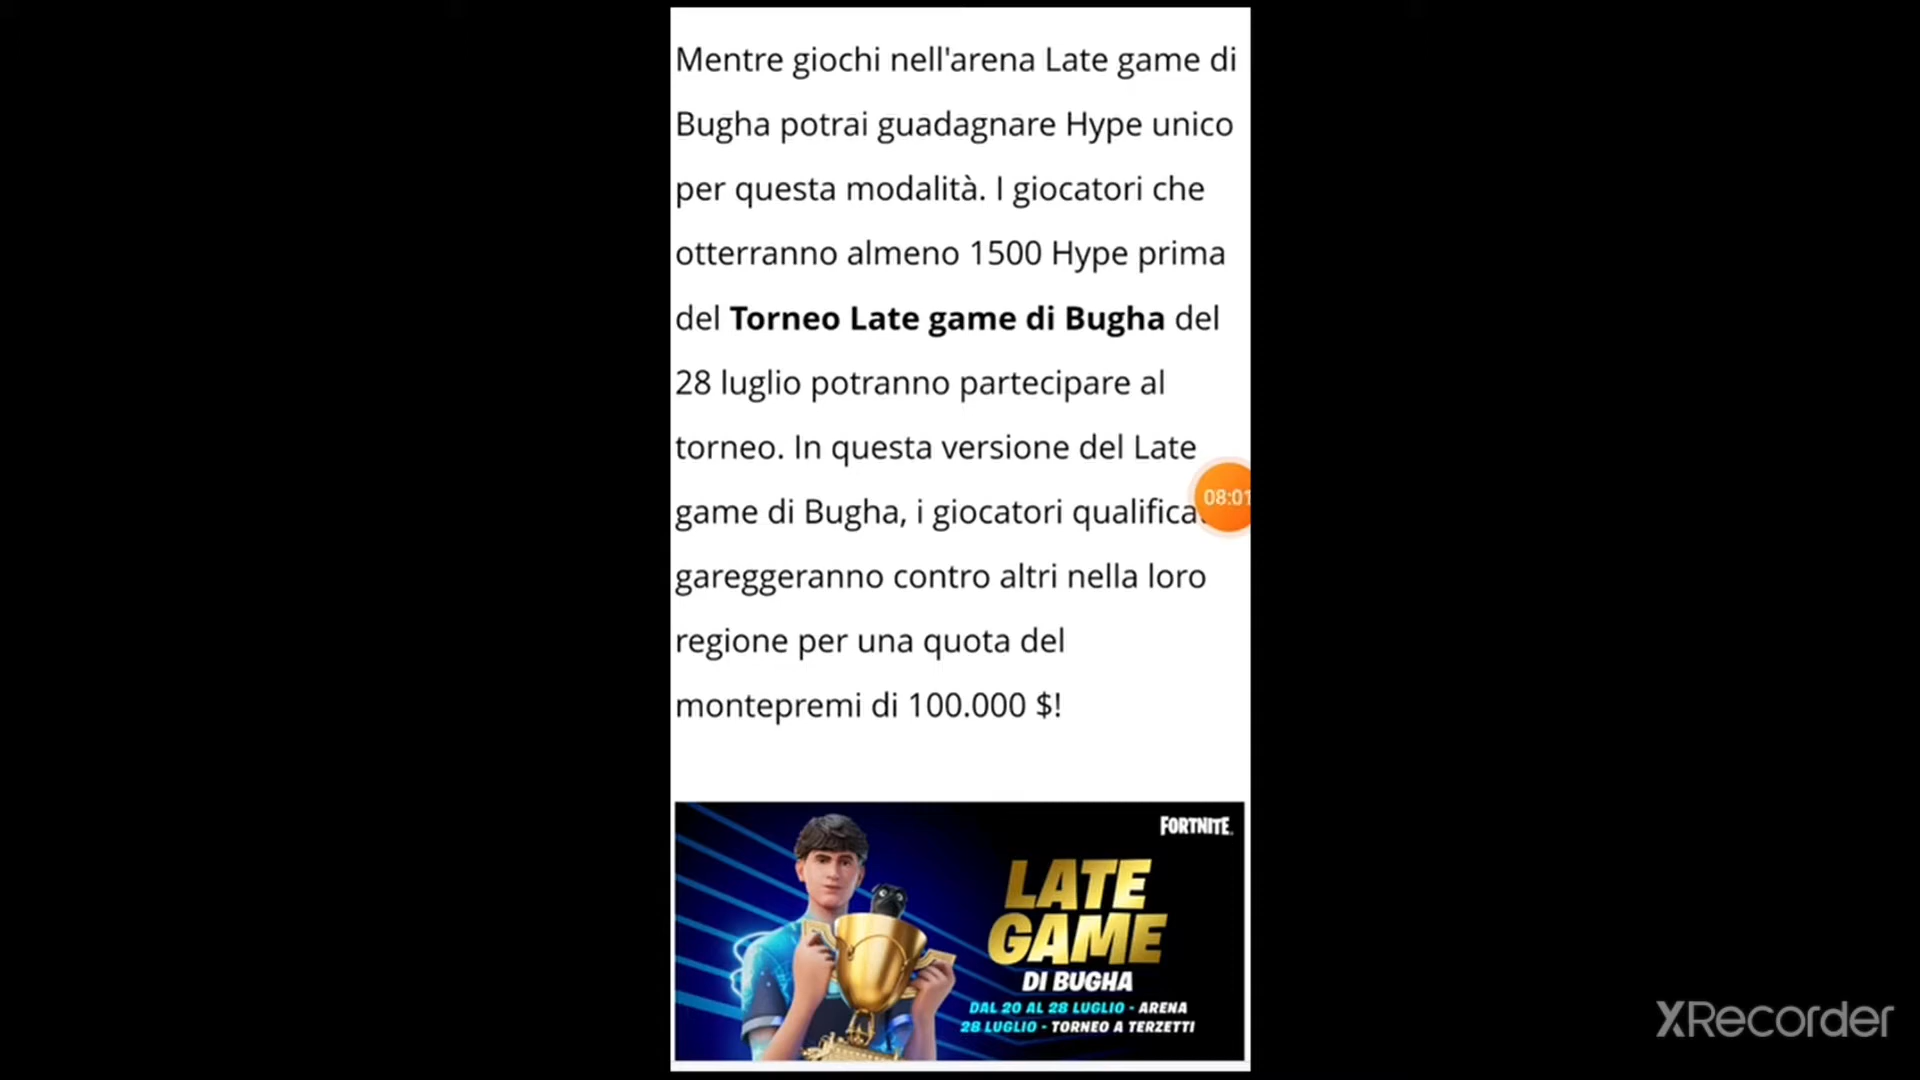 Mentre giochi nell'arena Late game di
Bugha potrai guadagnare Hype unico
per questa modalità. I giocatori che
otterranno almeno 1500 Hype prima
del Torneo Late game di Bugha del
28 luglio potranno partecipare al
torneo. In questa versione del Late
game di Bugha, i giocatori
08:01
gareggeranno contro altri nella loro
regione per una quota del
montepremi di 100.000 $!
FORTNITE
LATE
GAME
DI BUGHA
DAL 20 AL 28 LUGLIO - ARENA
28 LUGLIO - TORNEO A TERZETTI
XRecorder